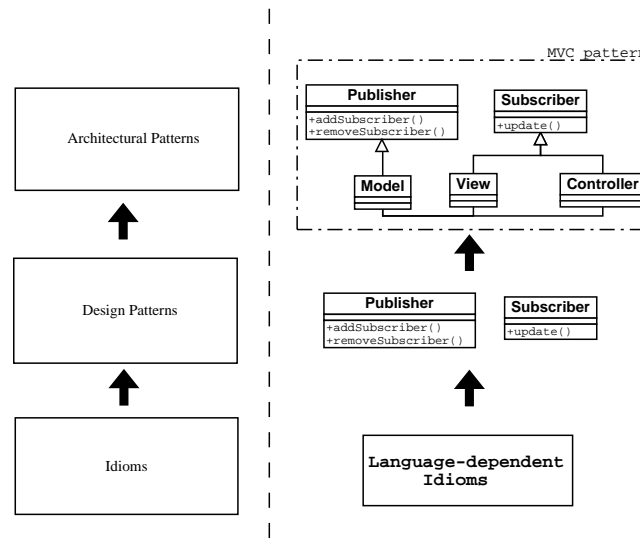 Architectural Patterns
Design Patterns
Idioms
MVC pattern
Publisher
+addSubscriber()
+removeSubscriber()
Subscriber
+update()
Model
View
Controller
Publisher
+addSubscriber()
+removeSubscriber()
Subscriber
+update()
Language-dependent
Idioms